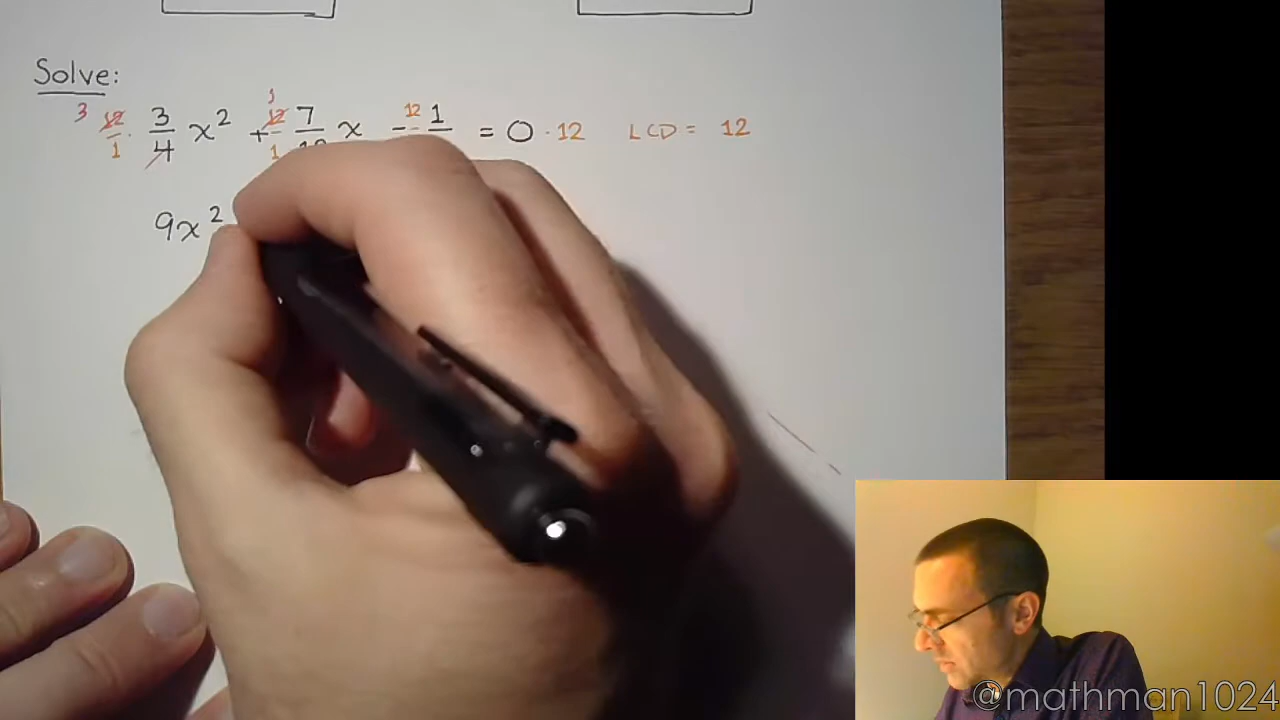 Solve:
3 12/1 · 3/4 x² + 1 12/1 7/12 x - 12 1 = 0 · 12 LCD = 12
9x²
@mathman1024